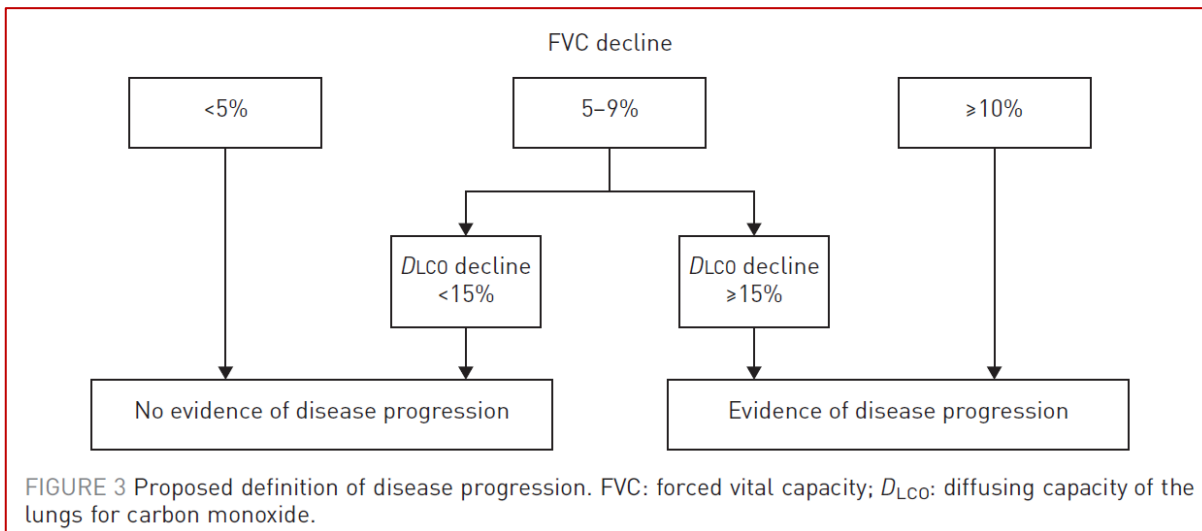 FVC decline
<5%
5–9%
⩾10%
DLCO decline
<15%
DLCO decline
⩾15%
No evidence of disease progression
Evidence of disease progression
FIGURE 3 Proposed definition of disease progression. FVC: forced vital capacity; DLCO: diffusing capacity of the
lungs for carbon monoxide.